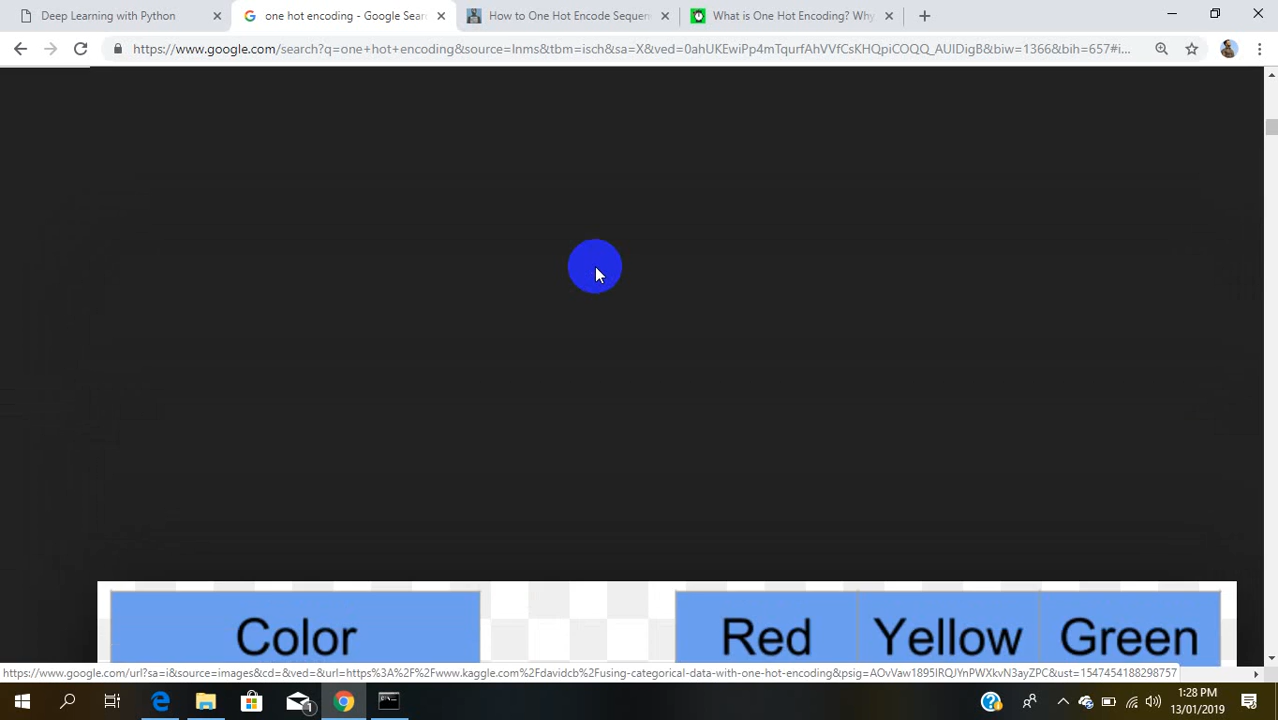 Deep Learning with Python
one hot encoding - Google Sear
How to One Hot Encode Sequen
What is One Hot Encoding? Why
https://www.google.com/search?q=one+hot+encoding&source=lnms&tbm=isch&sa=X&ved=0ahUKEwiPp4mTqurfAhVVfCsKHQpiCOQQ_AUIDigB&biw=1366&bih=657#i...
Color
Red
Yellow
Green
https://www.google.com/url?sa=i&source=images&cd=&ved=&url=https%3A%2F%2Fwww.kaggle.com%2Fdavidcb%2Fusing-categorical-data-with-one-hot-encoding&psig=AOvVaw1895lRQJYnPWXkvN3ayZPC&ust=1547454188298757
1
1:28 PM
13/01/2019